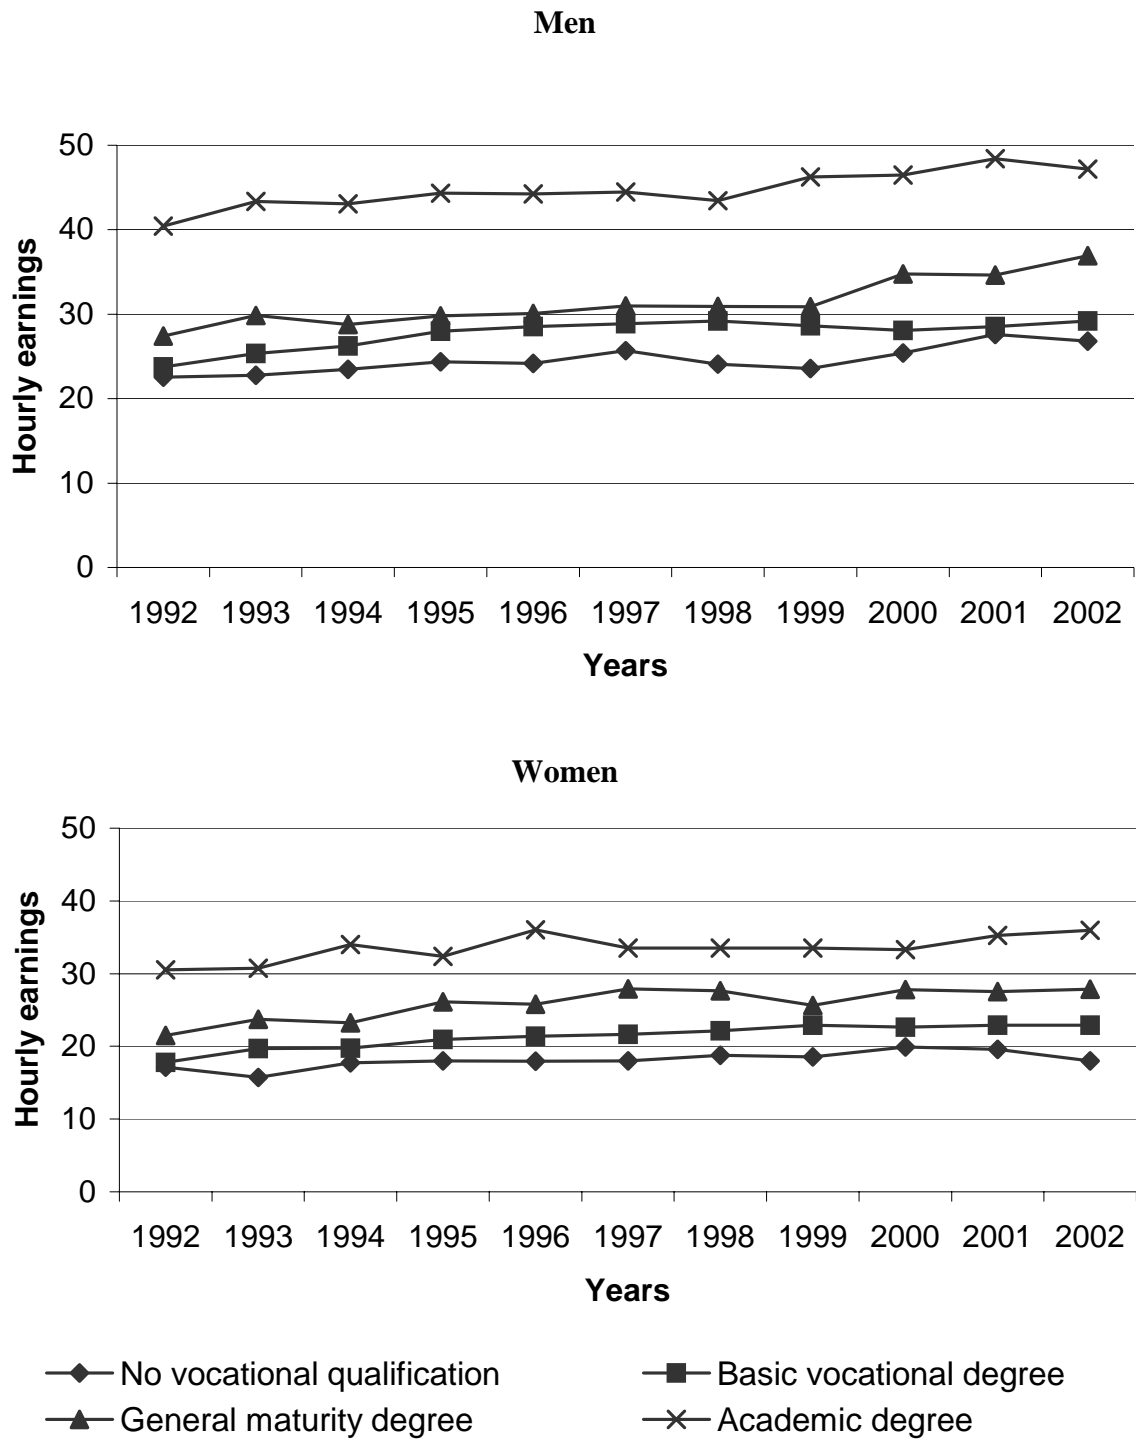 Men
50
40
30
20
10
0
Hourly earnings
1992 1993 1994 1995 1996 1997 1998 1999 2000 2001 2002
Years
Women
50
40
30
20
10
0
Hourly earnings
1992 1993 1994 1995 1996 1997 1998 1999 2000 2001 2002
Years
No vocational qualification Basic vocational degree
General maturity degree Academic degree